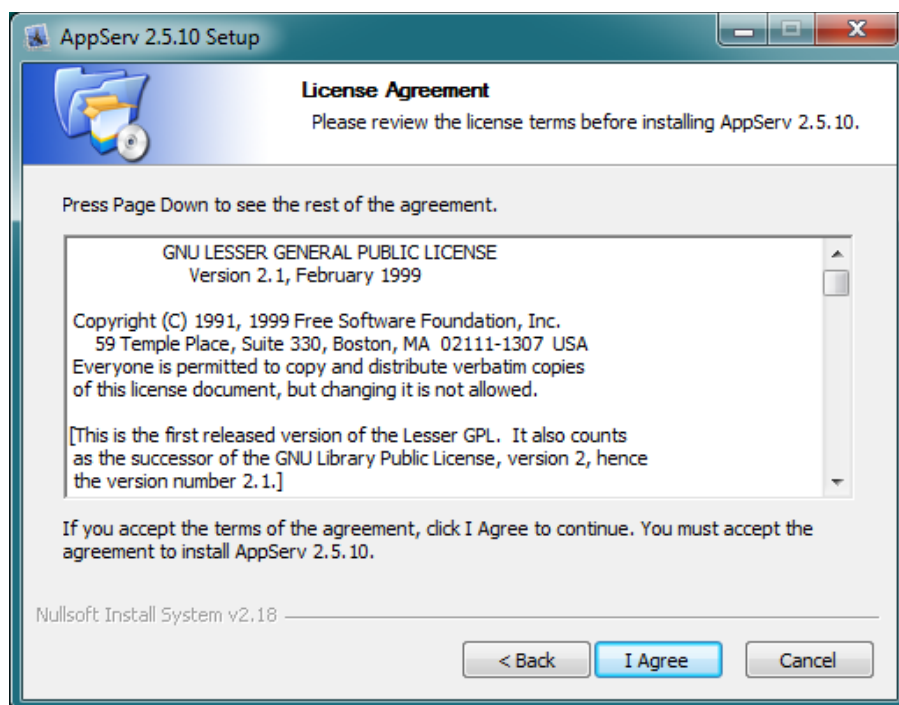 AppServ 2.5.10 Setup
License Agreement
Please review the license terms before installing AppServ 2.5.10.
Press Page Down to see the rest of the agreement.
GNU LESSER GENERAL PUBLIC LICENSE
Version 2.1, February 1999
Copyright (C) 1991, 1999 Free Software Foundation, Inc.
59 Temple Place, Suite 330, Boston, MA  02111-1307  USA
Everyone is permitted to copy and distribute verbatim copies
of this license document, but changing it is not allowed.
[This is the first released version of the Lesser GPL.  It also counts
as the successor of the GNU Library Public License, version 2, hence
the version number 2.1.]
If you accept the terms of the agreement, click I Agree to continue. You must accept the
agreement to install AppServ 2.5.10.
Nullsoft Install System v2.18
< Back
I Agree
Cancel